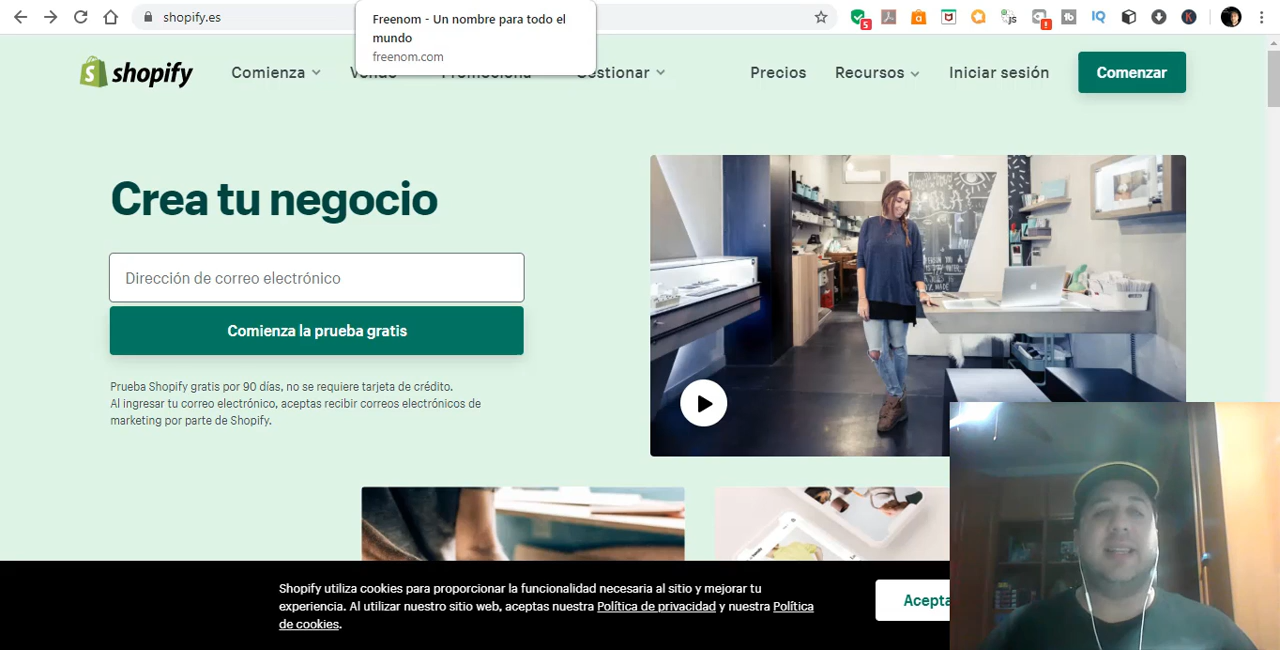 shopify.es
Freenom - Un nombre para todo el
mundo
freenom.com
shopify
Comienza
Gestionar
Precios
Recursos
Iniciar sesión
Comenzar
Crea tu negocio
Dirección de correo electrónico
Comienza la prueba gratis
Prueba Shopify gratis por 90 días, no se requiere tarjeta de crédito.
Al ingresar tu correo electrónico, aceptas recibir correos electrónicos de
marketing por parte de Shopify.
Shopify utiliza cookies para proporcionar la funcionalidad necesaria al sitio y mejorar tu
experiencia. Al utilizar nuestro sitio web, aceptas nuestra Política de privacidad y nuestra Política
de cookies.
Acepta